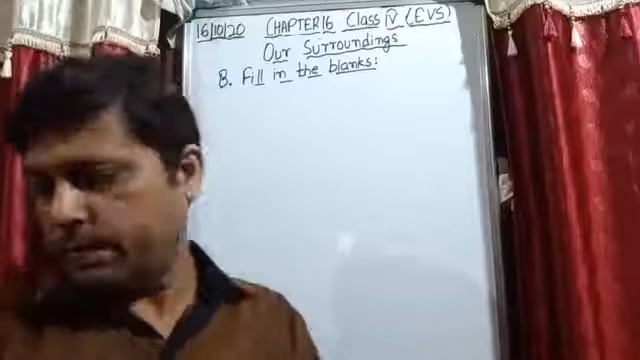 16/10/20 CHAPTER 16 Class IV (EVS)
Our Surroundings
B. Fill in the blanks: